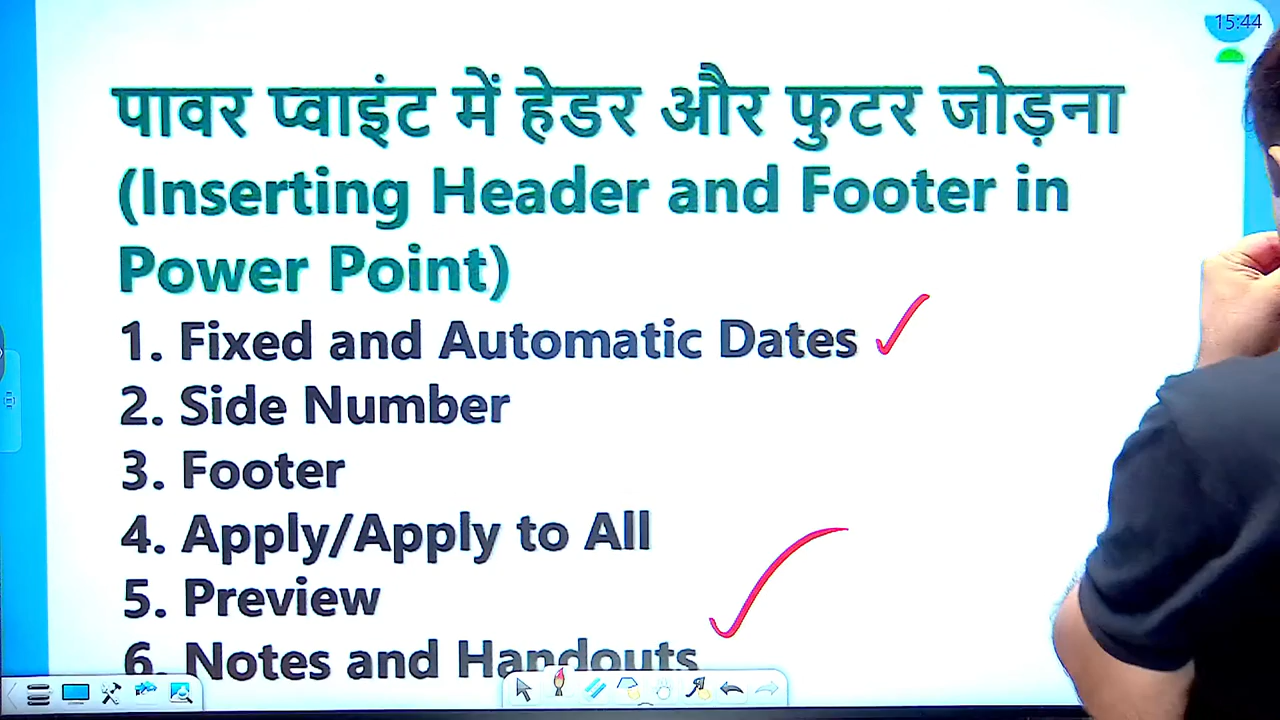 15:44
पावर प्वाइंट में हेडर और फुटर जोड़ना
(Inserting Header and Footer in
Power Point)
1. Fixed and Automatic Dates
2. Side Number
3. Footer
4. Apply/Apply to All
5. Preview
6. Notes and Handouts